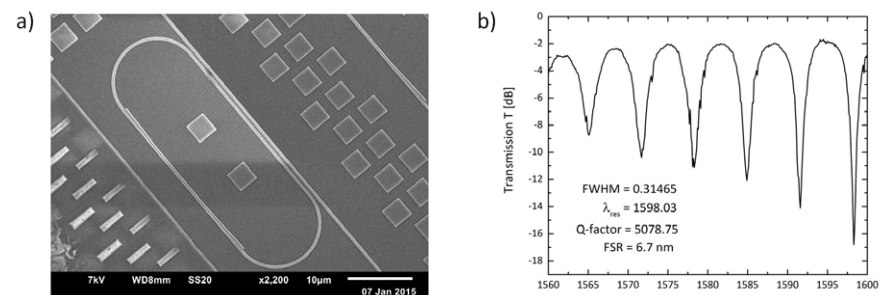 a)
7kV WD8mm SS20 x2,200 10μm
07 Jan 2015
b)
Transmission T [dB]
0
-2
-4
-6
-8
-10
-12
-14
-16
-18
FWHM = 0.31465
λres = 1598.03
Q-factor = 5078.75
FSR = 6.7 nm
1560 1565 1570 1575 1580 1585 1590 1595 1600